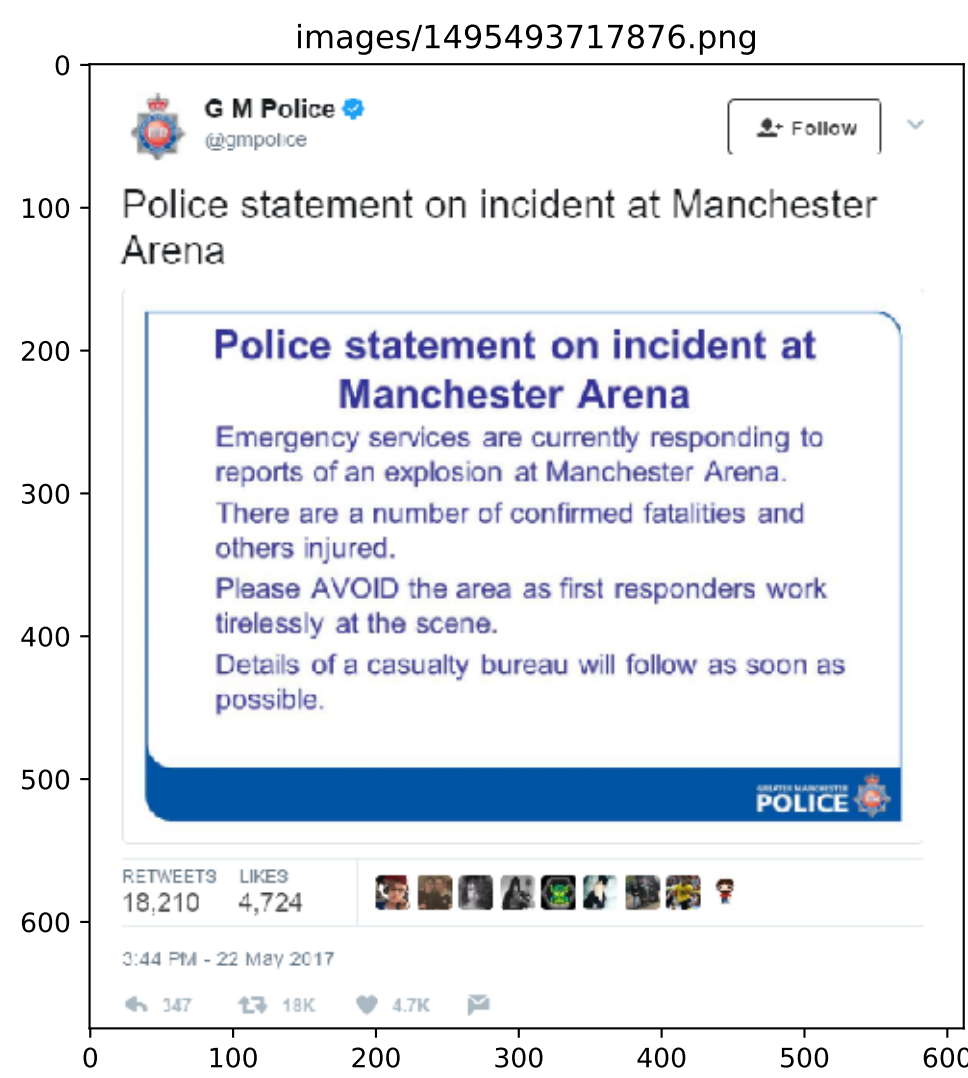 images/1495493717876.png
G M Police
@gmpolice
Follow
Police statement on incident at Manchester
Arena
Police statement on incident at
Manchester Arena
Emergency services are currently responding to
reports of an explosion at Manchester Arena.
There are a number of confirmed fatalities and
others injured.
Please AVOID the area as first responders work
tirelessly at the scene.
Details of a casualty bureau will follow as soon as
possible.
GREATER MANCHESTER
POLICE
RETWEETS LIKES
18,210 4,724
3:44 PM - 22 May 2017
347 18K 4.7K
0
100
200
300
400
500
600
0 100 200 300 400 500 600